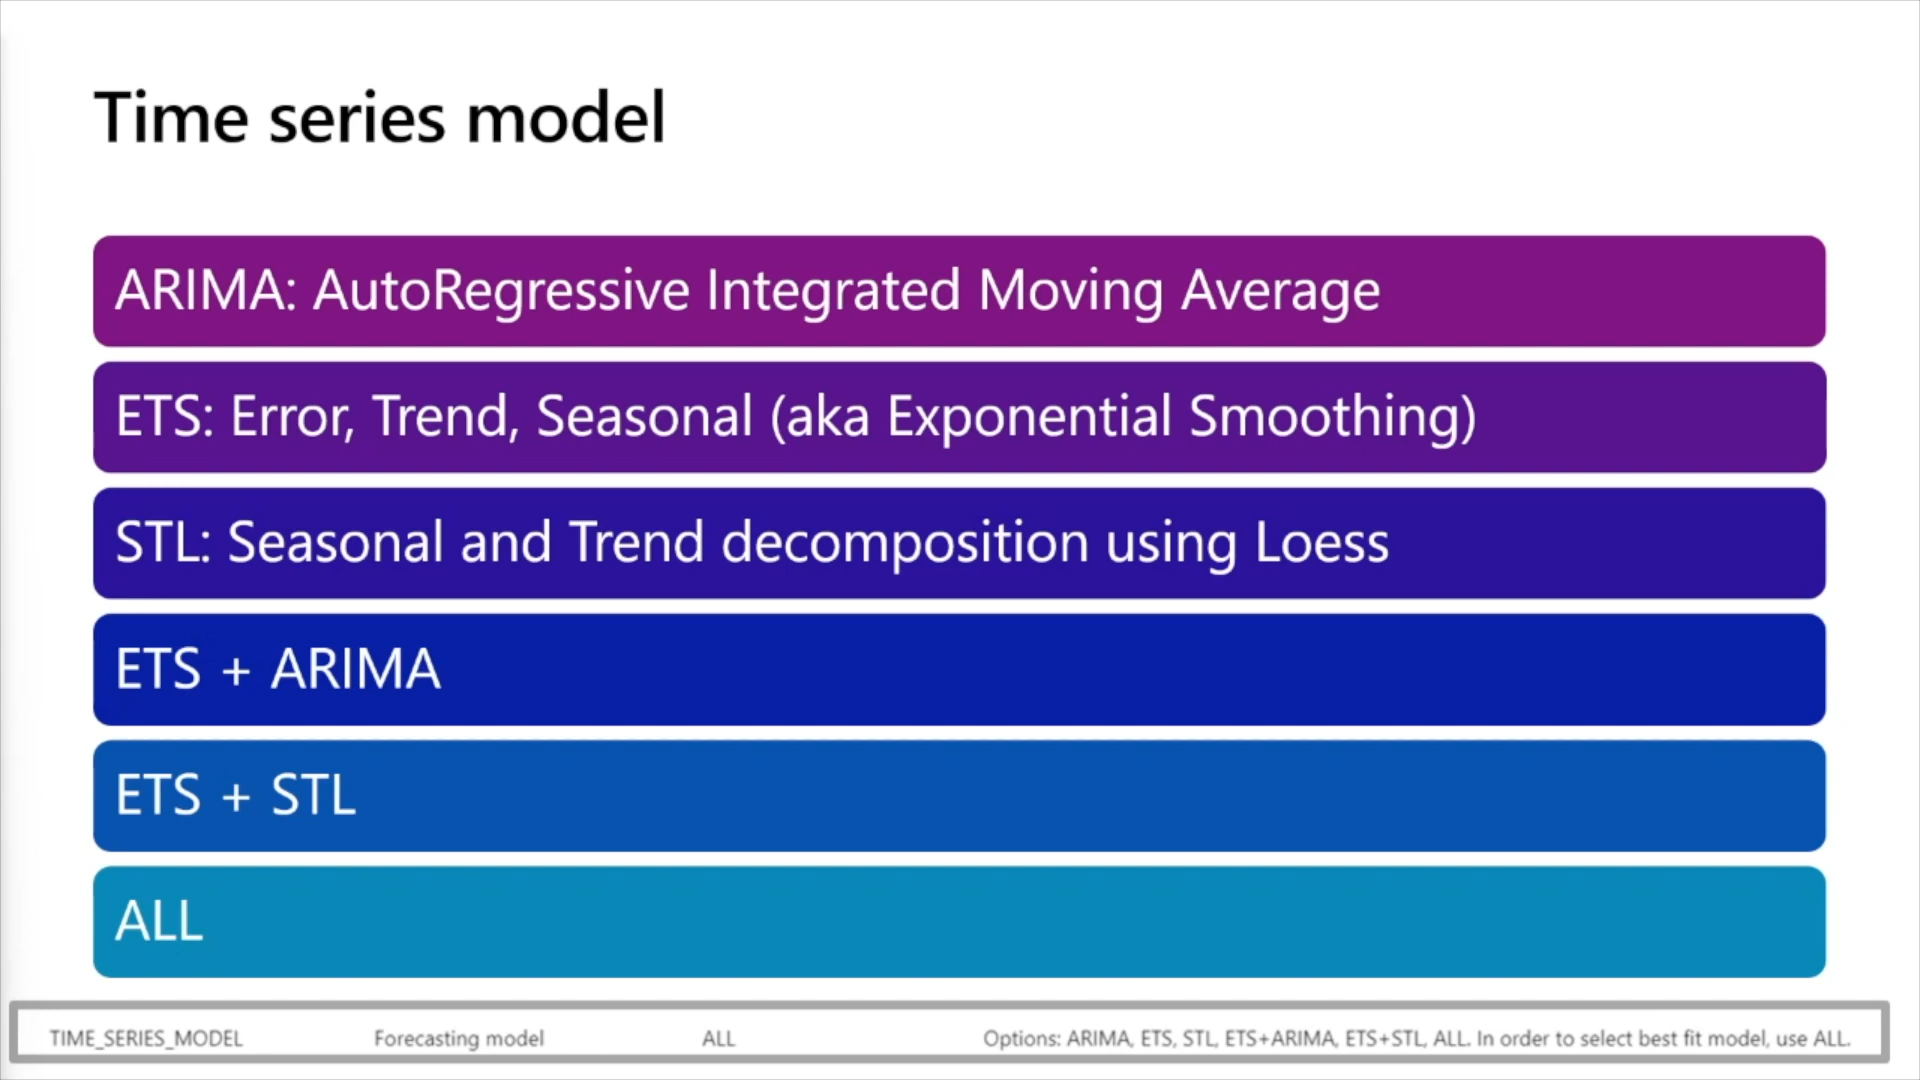 Time series model
ARIMA: AutoRegressive Integrated Moving Average
ETS: Error, Trend, Seasonal (aka Exponential Smoothing)
STL: Seasonal and Trend decomposition using Loess
ETS + ARIMA
ETS + STL
ALL
TIME_SERIES_MODEL Forecasting model ALL Options: ARIMA, ETS, STL, ETS+ARIMA, ETS+STL, ALL. In order to select best fit model, use ALL.